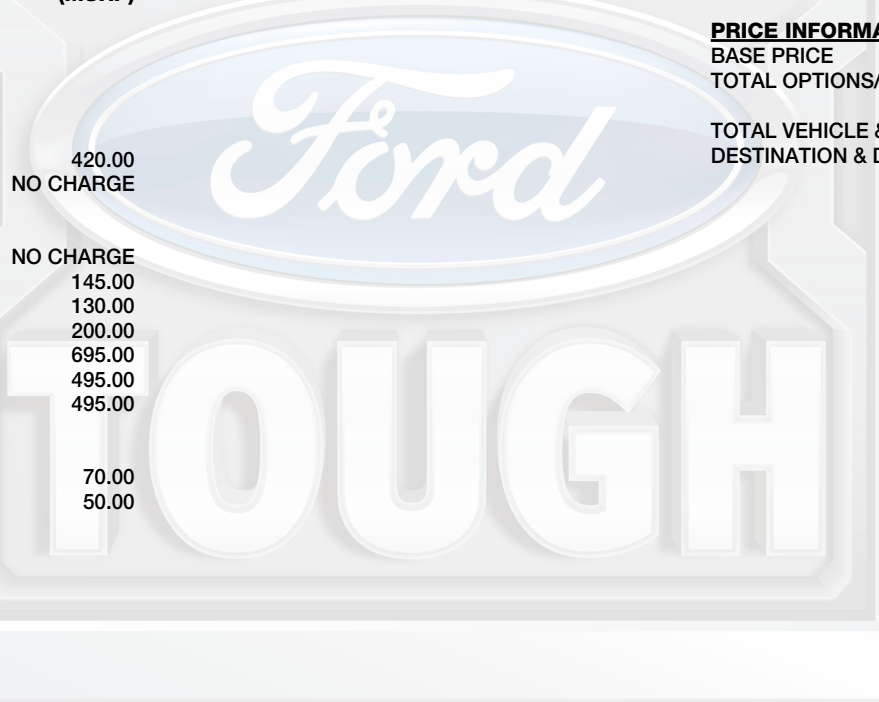 (MSRP)
420.00
NO CHARGE
NO CHARGE
145.00
130.00
200.00
695.00
495.00
495.00
70.00
50.00
PRICE INFORMA
BASE PRICE
TOTAL OPTIONS/
TOTAL VEHICLE &
DESTINATION & D
Ford
TOUGH